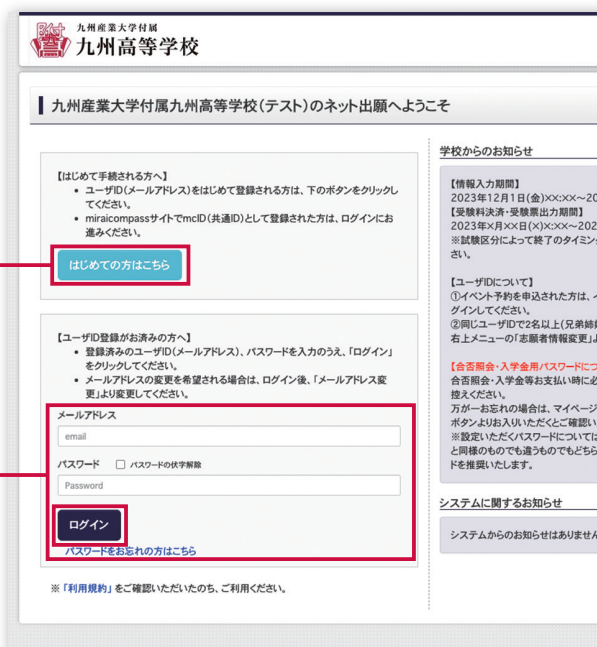 九州産業大学付属
九州高等学校
九州産業大学付属九州高等学校(テスト)のネット出願へようこそ
【はじめて手続される方へ】
• ユーザID(メールアドレス)をはじめて登録される方は、下のボタンをクリックし
てください。
• miraicompassサイトでmcID(共通ID)として登録された方は、ログインにお
進みください。
はじめての方はこちら
【ユーザID登録がお済みの方へ】
• 登録済みのユーザID(メールアドレス)、パスワードを入力のうえ、「ログイン」
をクリックしてください。
• メールアドレスの変更を希望される場合は、ログイン後、「メールアドレス変
更」より変更してください。
メールアドレス
email
パスワード □ パスワードの伏字解除
Password
ログイン
パスワードをお忘れの方はこちら
※「利用規約」をご確認いただいたのち、ご利用ください。
学校からのお知らせ
【情報入力期間】
2023年12月1日(金)××:××~20
【受験料決済・受験票出力期間】
2023年×月××日(×)×:××~202
※試験区分によって終了のタイミン
さい。
【ユーザIDについて】
①イベント予約を申込された方は、
グインしてください。
②同じユーザIDで2名以上(兄弟姉
右上メニューの「志願者情報変更」
【合否照会・入学金用パスワードにつ
合否照会・入学金等お支払い時に必
控えください。
万が一お忘れの場合は、マイページ
ボタンよりお入りいただくとご確認い
※設定いただくパスワードについては
と同様のものでも違うものでもどちら
ドを推奨いたします。
システムに関するお知らせ
システムからのお知らせはありませ